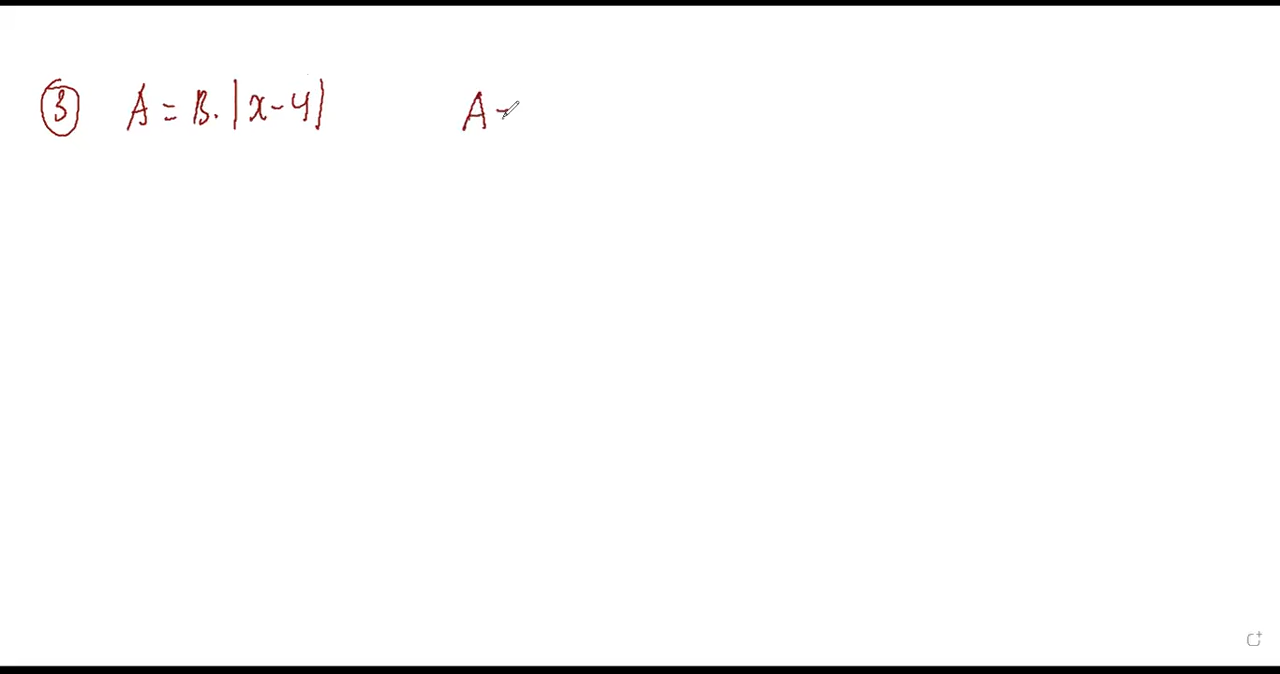 ③ A = B. |x - 4| A